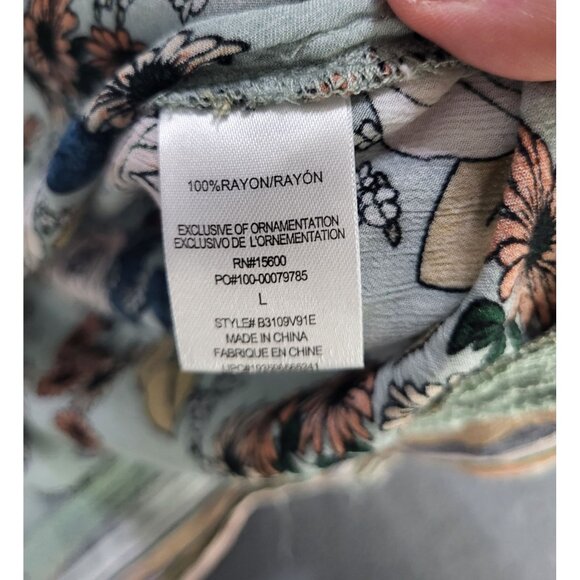 100%RAYON/RAYÓN
EXCLUSIVE OF ORNAMENTATION
EXCLUSIVO DE L'ORNEMENTATION
RN#15600
PO#100-00079785
L
STYLE# B3109V91E
MADE IN CHINA
FABRIQUE EN CHINE